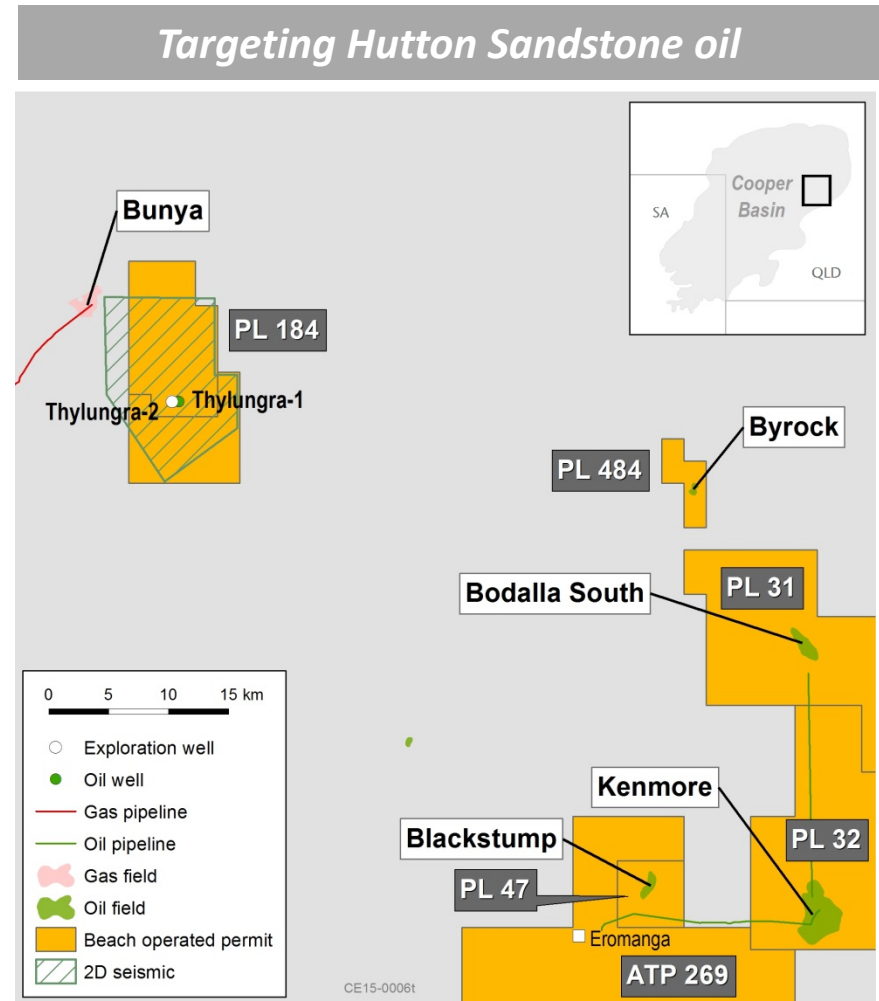 Targeting Hutton Sandstone oil
Cooper
Basin
SA
QLD
Bunya
PL 184
Thylungra-2
Thylungra-1
Byrock
PL 484
Bodalla South
PL 31
Kenmore
Blackstump
PL 32
PL 47
Eromanga
ATP 269
0 5 10 15 km
Exploration well
Oil well
Gas pipeline
Oil pipeline
Gas field
Oil field
Beach operated permit
2D seismic
CE15-0006t